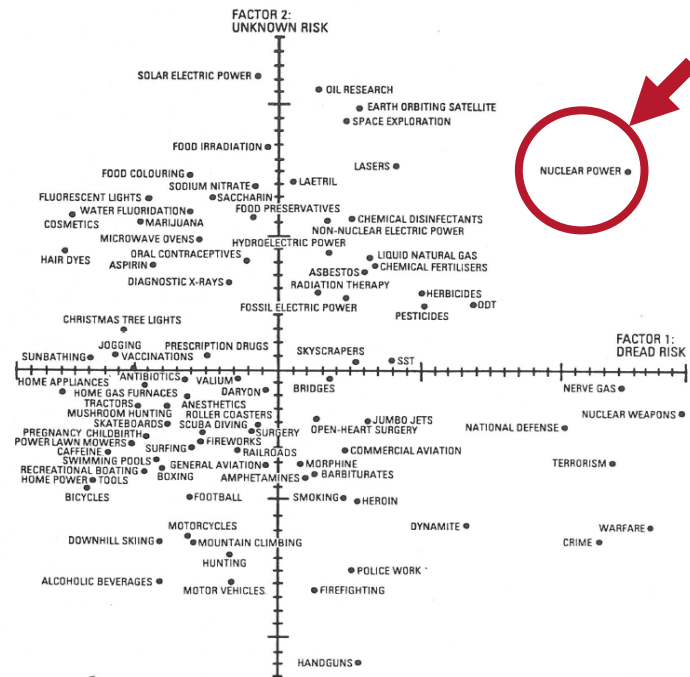 FACTOR 2:
UNKNOWN RISK
SOLAR ELECTRIC POWER
OIL RESEARCH
EARTH ORBITING SATELLITE
SPACE EXPLORATION
FOOD IRRADIATION
LASERS
NUCLEAR POWER
FOOD COLOURING
LAETRIL
SODIUM NITRATE
FLUORESCENT LIGHTS
SACCHARIN
WATER FLUORIDATION
FOOD PRESERVATIVES
COSMETICS
MARIJUANA
CHEMICAL DISINFECTANTS
NON-NUCLEAR ELECTRIC POWER
MICROWAVE OVENS
HYDROELECTRIC POWER
HAIR DYES
ORAL CONTRACEPTIVES
LIQUID NATURAL GAS
ASPIRIN
ASBESTOS
CHEMICAL FERTILISERS
DIAGNOSTIC X-RAYS
RADIATION THERAPY
HERBICIDES
FOSSIL ELECTRIC POWER
PESTICIDES
DDT
CHRISTMAS TREE LIGHTS
FACTOR 1:
DREAD RISK
JOGGING
SUNBATHING
VACCINATIONS
PRESCRIPTION DRUGS
SKYSCRAPERS
SST
HOME APPLIANCES
ANTIBIOTICS
VALIUM
DARYON
BRIDGES
NERVE GAS
HOME GAS FURNACES
TRACTORS
ANESTHETICS
MUSHROOM HUNTING
ROLLER COASTERS
NUCLEAR WEAPONS
SKATEBOARDS
SCUBA DIVING
SURGERY
OPEN-HEART SURGERY
JUMBO JETS
NATIONAL DEFENSE
PREGNANCY CHILDBIRTH
POWER LAWN MOWERS
FIREWORKS
CAFFEINE
SURFING
RAILROADS
COMMERCIAL AVIATION
SWIMMING POOLS
RECREATIONAL BOATING
BOXING
GENERAL AVIATION
MORPHINE
TERRORISM
HOME POWER TOOLS
AMPHETAMINES
BARBITURATES
BICYCLES
FOOTBALL
SMOKING
HEROIN
MOTORCYCLES
DYNAMITE
WARFARE
DOWNHILL SKIING
MOUNTAIN CLIMBING
CRIME
HUNTING
POLICE WORK
ALCOHOLIC BEVERAGES
MOTOR VEHICLES
FIREFIGHTING
HANDGUNS